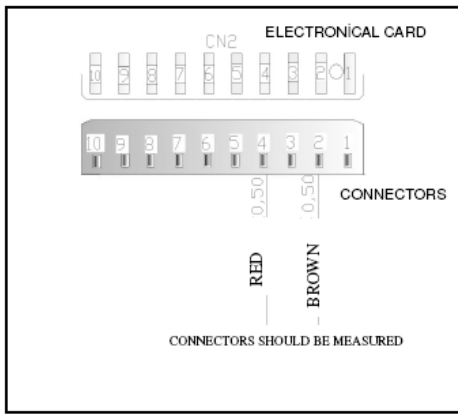 ELECTRONİCAL CARD
CN2
10 9 8 7 6 5 4 3 2 1
10 9 8 7 6 5 4 3 2 1
CONNECTORS
0,50
0,50
RED
BROWN
CONNECTORS SHOULD BE MEASURED